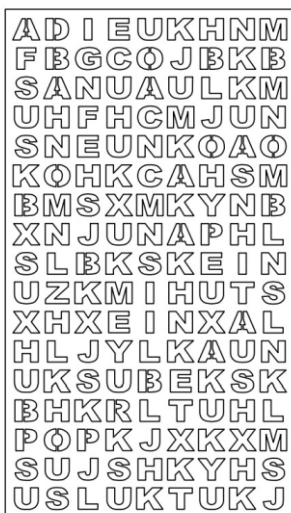 ADIEUKHNM
FBGCOJBKB
SANUAULKM
UHFHCMJUN
SNEUNKOAO
KOHKCAHSM
BMSXMKYNB
XNJUNAPHL
SLBKSKEIN
UZKMIHUTS
XHXEINXAL
HLJYLKAUN
UKSUBEKSK
BHKRLTUHL
POPKJXKXM
SUJSHKYHS
USLUKTUKJ